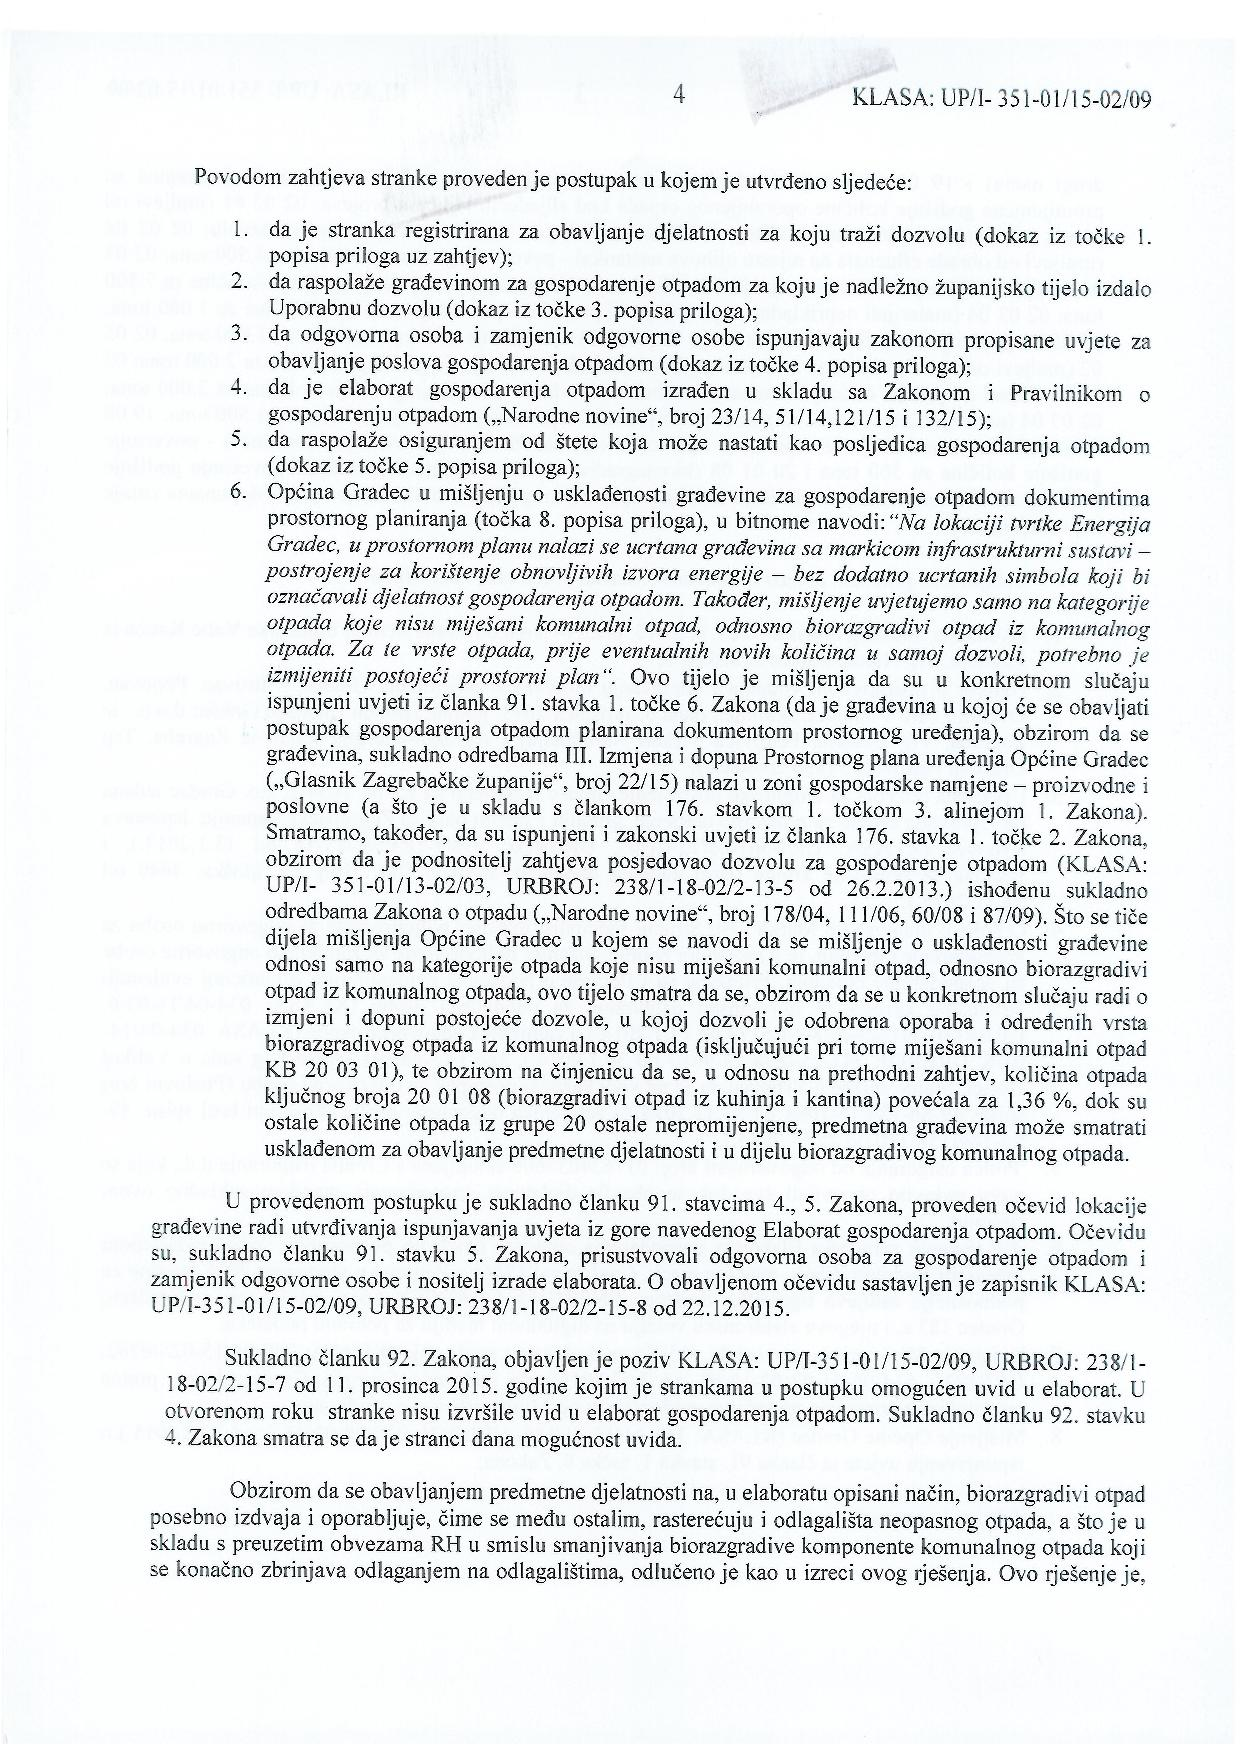 4
KLASA: UP/I- 351-01/15-02/09
Povodom zahtjeva stranke proveden je postupak u kojem je utvrđeno sljedeće:
1. da je stranka registrirana za obavljanje djelatnosti za koju traži dozvolu (dokaz iz točke 1.
popisa priloga uz zahtjev);
2. da raspolaže građevinom za gospodarenje otpadom za koju je nadležno županijsko tijelo izdalo
Uporabnu dozvolu (dokaz iz točke 3. popisa priloga);
3. da odgovorna osoba i zamjenik odgovorne osobe ispunjavaju zakonom propisane uvjete za
obavljanje poslova gospodarenja otpadom (dokaz iz točke 4. popisa priloga);
4. da je elaborat gospodarenja otpadom izrađen u skladu sa Zakonom i Pravilnikom o
gospodarenju otpadom („Narodne novine“, broj 23/14, 51/14,121/15 i 132/15);
5. da raspolaže osiguranjem od štete koja može nastati kao posljedica gospodarenja otpadom
(dokaz iz točke 5. popisa priloga);
6. Općina Gradec u mišljenju o usklađenosti građevine za gospodarenje otpadom dokumentima
prostornog planiranja (točka 8. popisa priloga), u bitnome navodi: “Na lokaciji tvrtke Energija
Gradec, u prostornom planu nalazi se ucrtana građevina sa markicom infrastrukturni sustavi –
postrojenje za korištenje obnovljivih izvora energije – bez dodatno ucrtanih simbola koji bi
označavali djelatnost gospodarenja otpadom. Također, mišljenje uvjetujemo samo na kategorije
otpada koje nisu miješani komunalni otpad, odnosno biorazgradivi otpad iz komunalnog
otpada. Za te vrste otpada, prije eventualnih novih količina u samoj dozvoli, potrebno je
izmijeniti postojeći prostorni plan“. Ovo tijelo je mišljenja da su u konkretnom slučaju
ispunjeni uvjeti iz članka 91. stavka 1. točke 6. Zakona (da je građevina u kojoj će se obavljati
postupak gospodarenja otpadom planirana dokumentom prostornog uređenja), obzirom da se
građevina, sukladno odredbama III. Izmjena i dopuna Prostornog plana uređenja Općine Gradec
(„Glasnik Zagrebačke županije“, broj 22/15) nalazi u zoni gospodarske namjene – proizvodne i
poslovne (a što je u skladu s člankom 176. stavkom 1. točkom 3. alinejom 1. Zakona).
Smatramo, također, da su ispunjeni i zakonski uvjeti iz članka 176. stavka 1. točke 2. Zakona,
obzirom da je podnositelj zahtjeva posjedovao dozvolu za gospodarenje otpadom (KLASA:
UP/I- 351-01/13-02/03, URBROJ: 238/1-18-02/2-13-5 od 26.2.2013.) ishođenu sukladno
odredbama Zakona o otpadu („Narodne novine“, broj 178/04, 111/06, 60/08 i 87/09). Što se tiče
dijela mišljenja Općine Gradec u kojem se navodi da se mišljenje o usklađenosti građevine
odnosi samo na kategorije otpada koje nisu miješani komunalni otpad, odnosno biorazgradivi
otpad iz komunalnog otpada, ovo tijelo smatra da se, obzirom da se u konkretnom slučaju radi o
izmjeni i dopuni postojeće dozvole, u kojoj dozvoli je odobrena oporaba i određenih vrsta
biorazgradivog otpada iz komunalnog otpada (isključujući pri tome miješani komunalni otpad
KB 20 03 01), te obzirom na činjenicu da se, u odnosu na prethodni zahtjev, količina otpada
ključnog broja 20 01 08 (biorazgradivi otpad iz kuhinja i kantina) povećala za 1,36 %, dok su
ostale količine otpada iz grupe 20 ostale nepromijenjene, predmetna građevina može smatrati
usklađenom za obavljanje predmetne djelatnosti i u dijelu biorazgradivog komunalnog otpada.
U provedenom postupku je sukladno članku 91. stavcima 4., 5. Zakona, proveden očevid lokacije
građevine radi utvrđivanja ispunjavanja uvjeta iz gore navedenog Elaborat gospodarenja otpadom. Očevidu
su, sukladno članku 91. stavku 5. Zakona, prisustvovali odgovorna osoba za gospodarenje otpadom i
zamjenik odgovorne osobe i nositelj izrade elaborata. O obavljenom očevidu sastavljen je zapisnik KLASA:
UP/I-351-01/15-02/09, URBROJ: 238/1-18-02/2-15-8 od 22.12.2015.
Sukladno članku 92. Zakona, objavljen je poziv KLASA: UP/I-351-01/15-02/09, URBROJ: 238/1-
18-02/2-15-7 od 11. prosinca 2015. godine kojim je strankama u postupku omogućen uvid u elaborat. U
otvorenom roku stranke nisu izvršile uvid u elaborat gospodarenja otpadom. Sukladno članku 92. stavku
4. Zakona smatra se da je stranci dana mogućnost uvida.
Obzirom da se obavljanjem predmetne djelatnosti na, u elaboratu opisani način, biorazgradivi otpad
posebno izdvaja i oporabljuje, čime se među ostalim, rasterećuju i odlagališta neopasnog otpada, a što je u
skladu s preuzetim obvezama RH u smislu smanjivanja biorazgradive komponente komunalnog otpada koji
se konačno zbrinjava odlaganjem na odlagalištima, odlučeno je kao u izreci ovog rješenja. Ovo rješenje je,